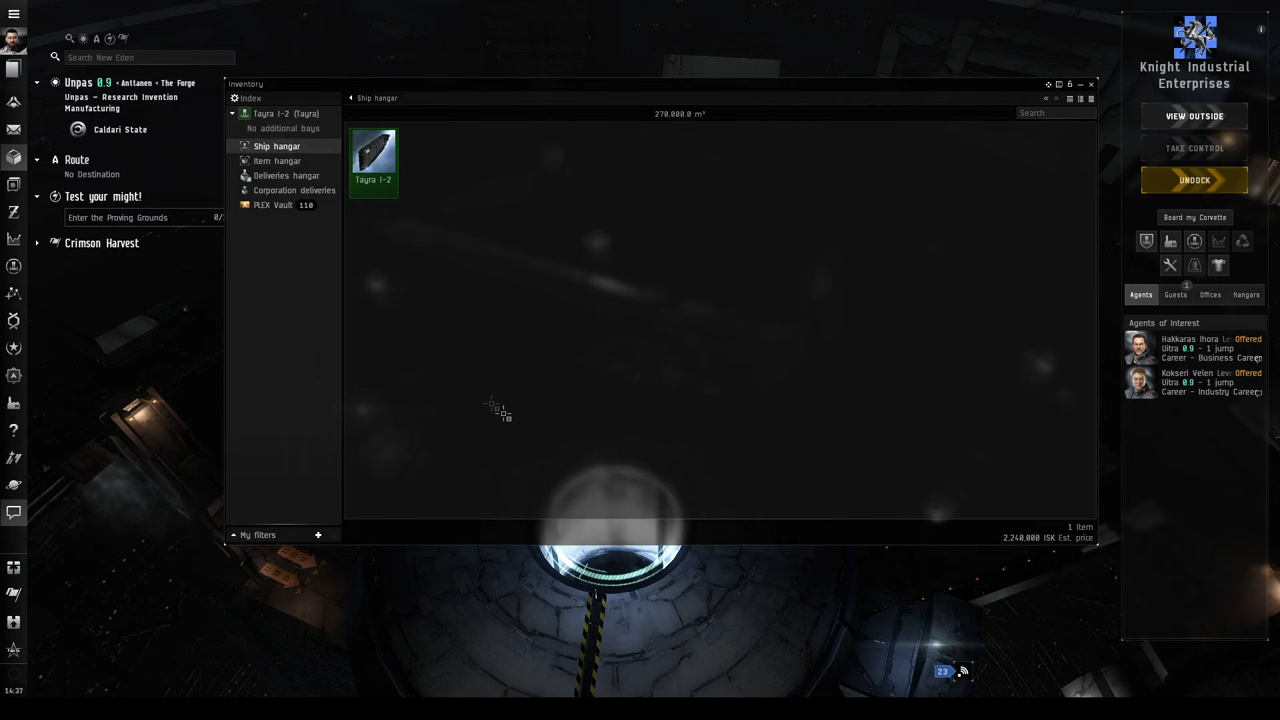 Search New Eden
Unpas 0.9 < Anttanen < The Forge
Unpas - Research Invention
Manufacturing
Caldari State
Route
No Destination
Test your might!
Enter the Proving Grounds 0/
Crimson Harvest
14:37
Inventory
Index
Tayra I-2 (Tayra)
No additional bays
Ship hangar
Item hangar
Deliveries hangar
Corporation deliveries
PLEX Vault 110
My filters +
Ship hangar
270,000.0 m³
Search
Tayra I-2
1 Item
2,240,000 ISK Est. price
Knight Industrial
Enterprises
VIEW OUTSIDE
TAKE CONTROL
UNDOCK
Board my Corvette
1
Agents Guests Offices Hangars
Agents of Interest
Hakkaras Ihora Offered
Uitra 0.9 - 1 jump
Career - Business Career
Kokseri Velen Offered
Uitra 0.9 - 1 jump
Career - Industry Career
23